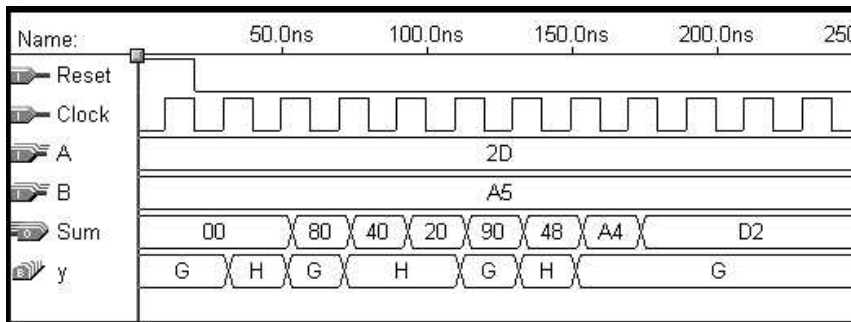 Name: 50.0ns 100.0ns 150.0ns 200.0ns 250
Reset
Clock
A 2D
B A5
Sum 00 80 40 20 90 48 A4 D2
y G H G H G H G